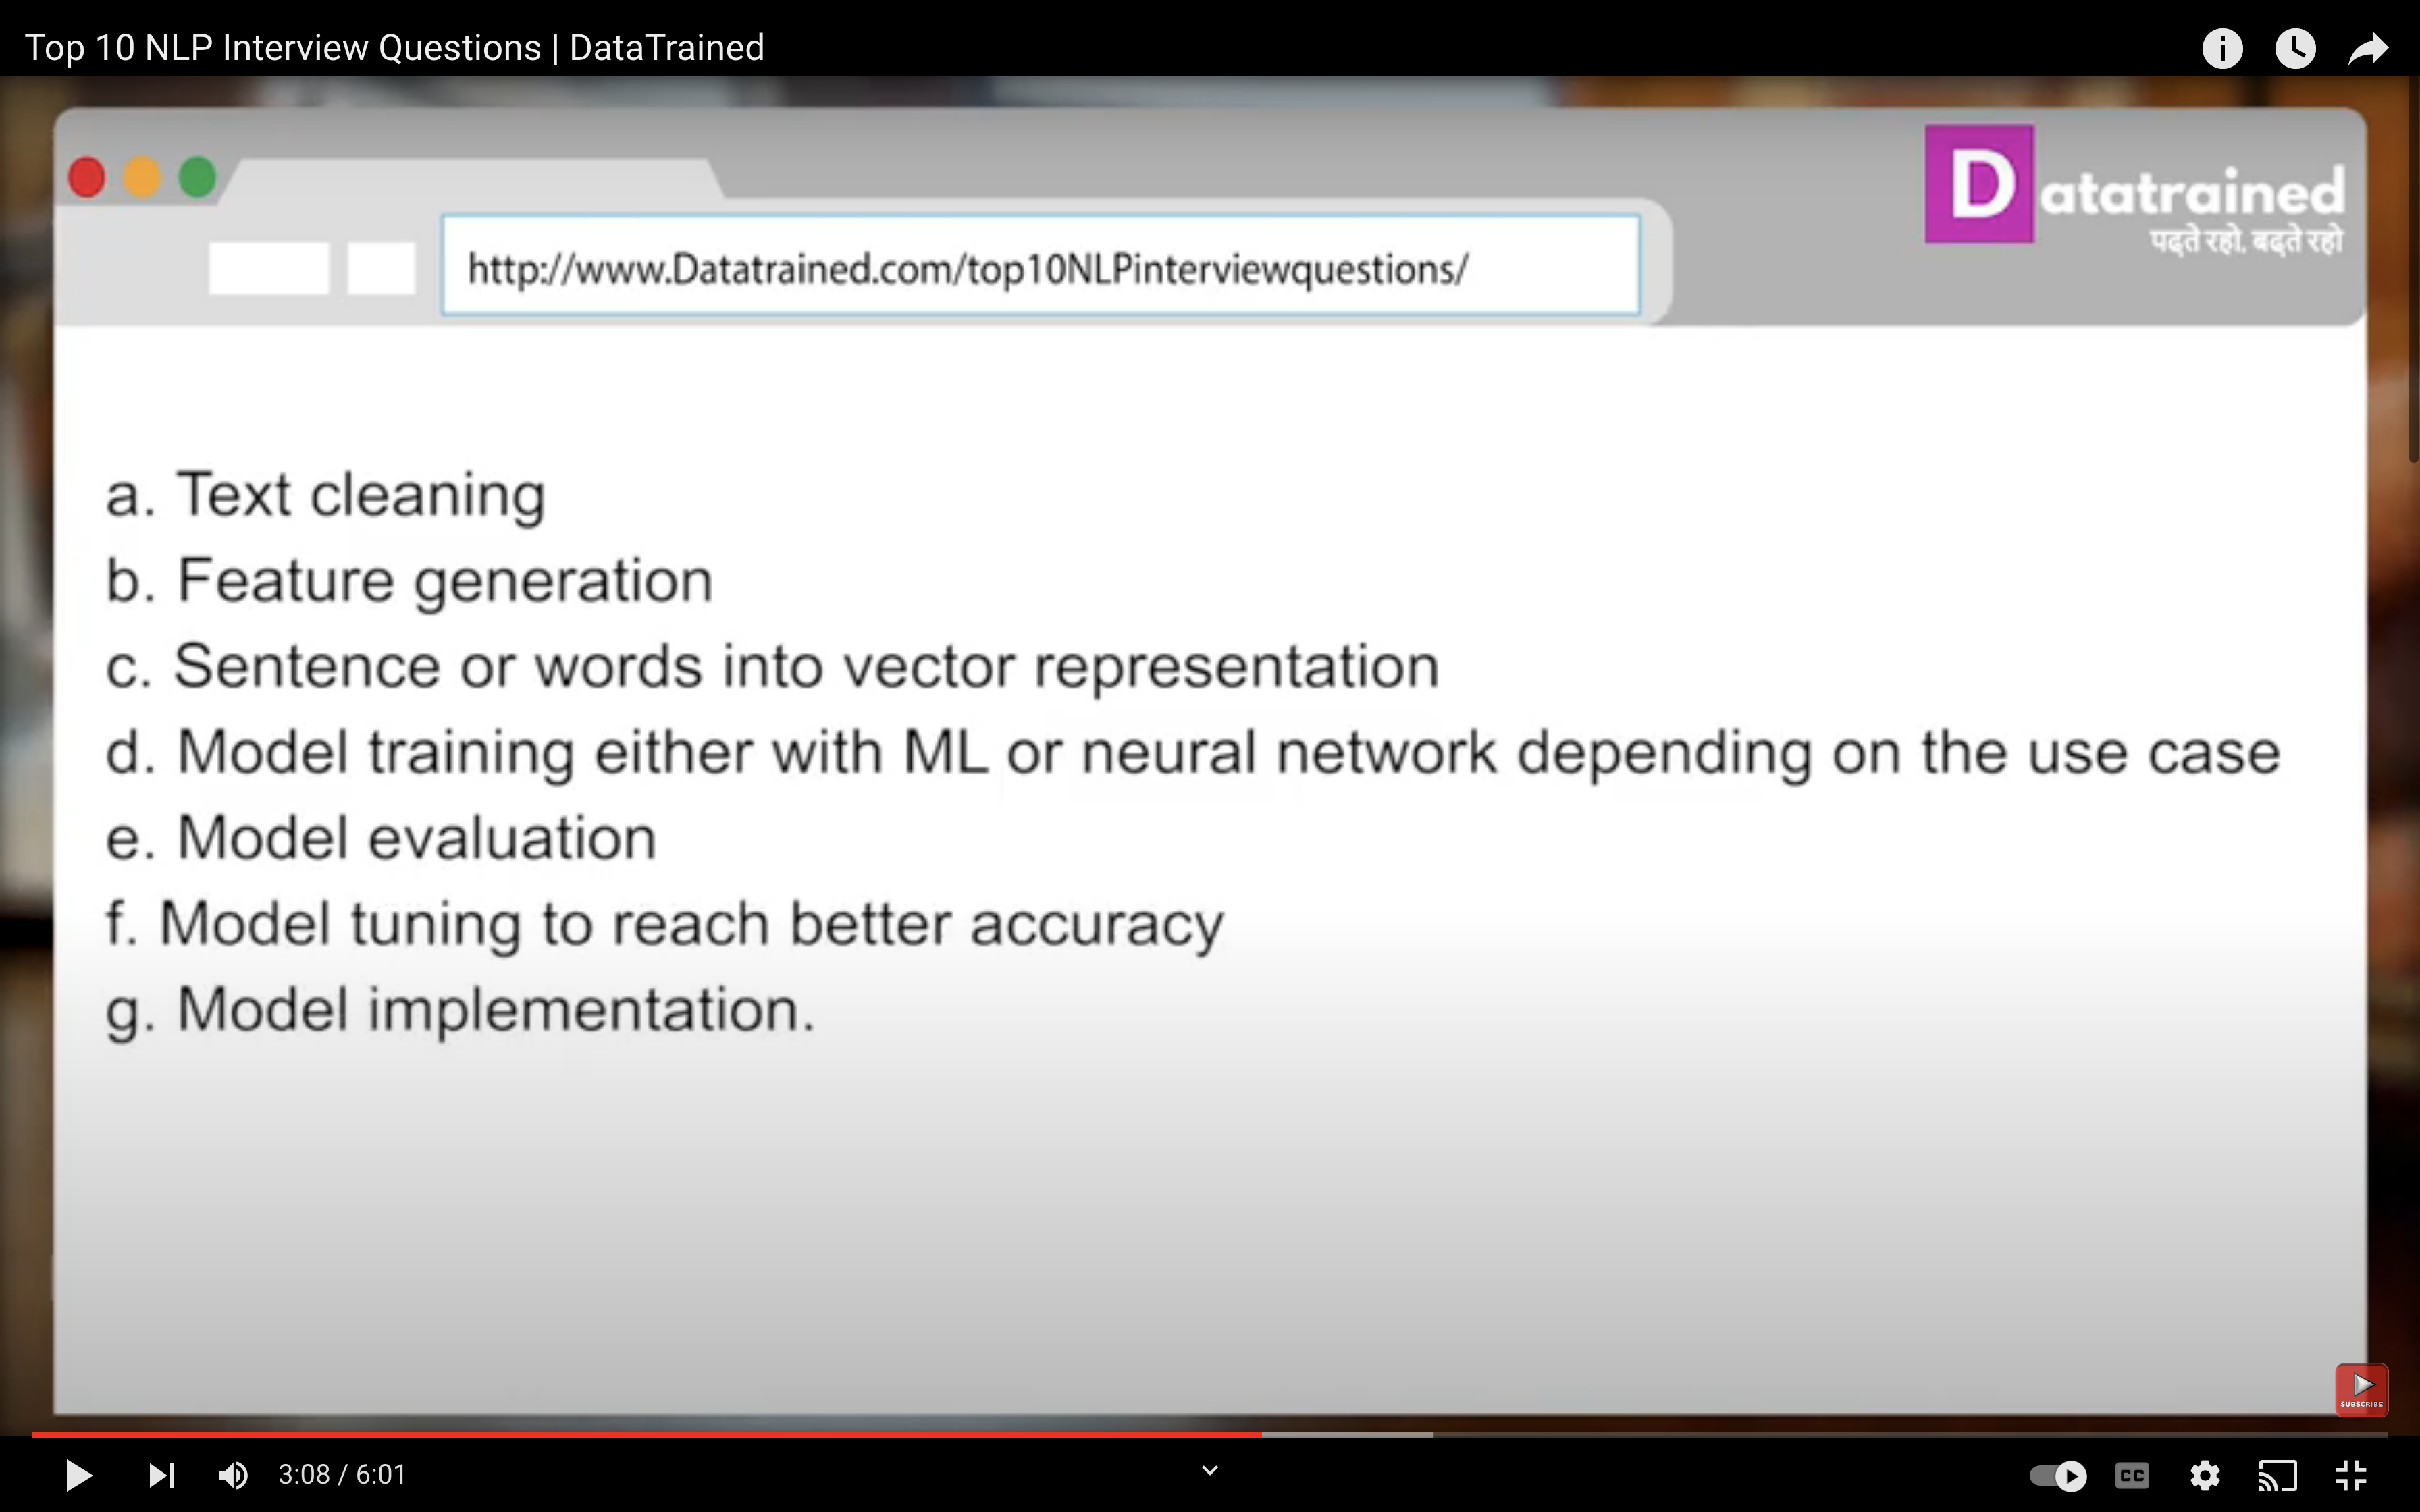 Top 10 NLP Interview Questions | DataTrained
Datatrained
पढ़ते रहो, बढ़ते रहो
http://www.Datatrained.com/top10NLPinterviewquestions/
a. Text cleaning
b. Feature generation
c. Sentence or words into vector representation
d. Model training either with ML or neural network depending on the use case
e. Model evaluation
f. Model tuning to reach better accuracy
g. Model implementation.
SUBSCRIBE
3:08 / 6:01
CC